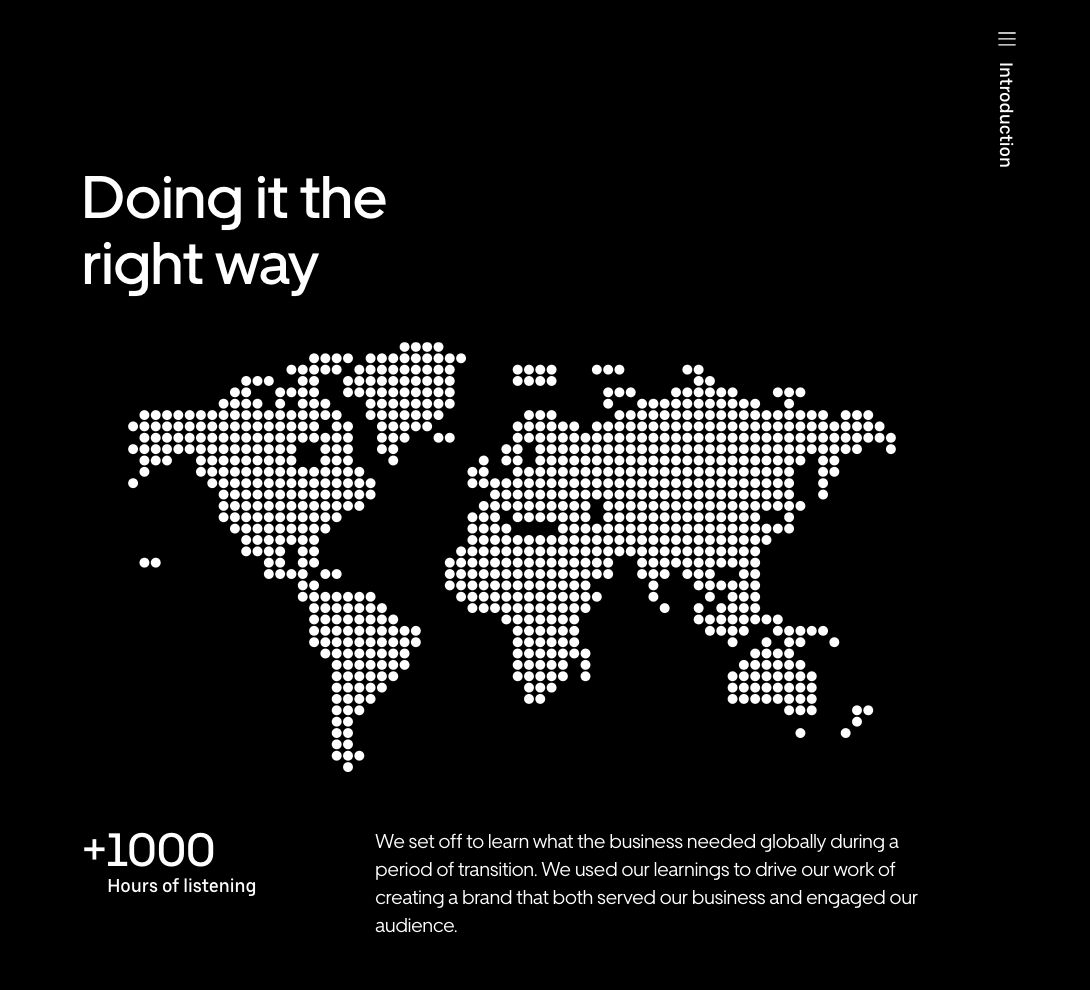 Introduction
Doing it the
right way
+1000
Hours of listening
We set off to learn what the business needed globally during a
period of transition. We used our learnings to drive our work of
creating a brand that both served our business and engaged our
audience.